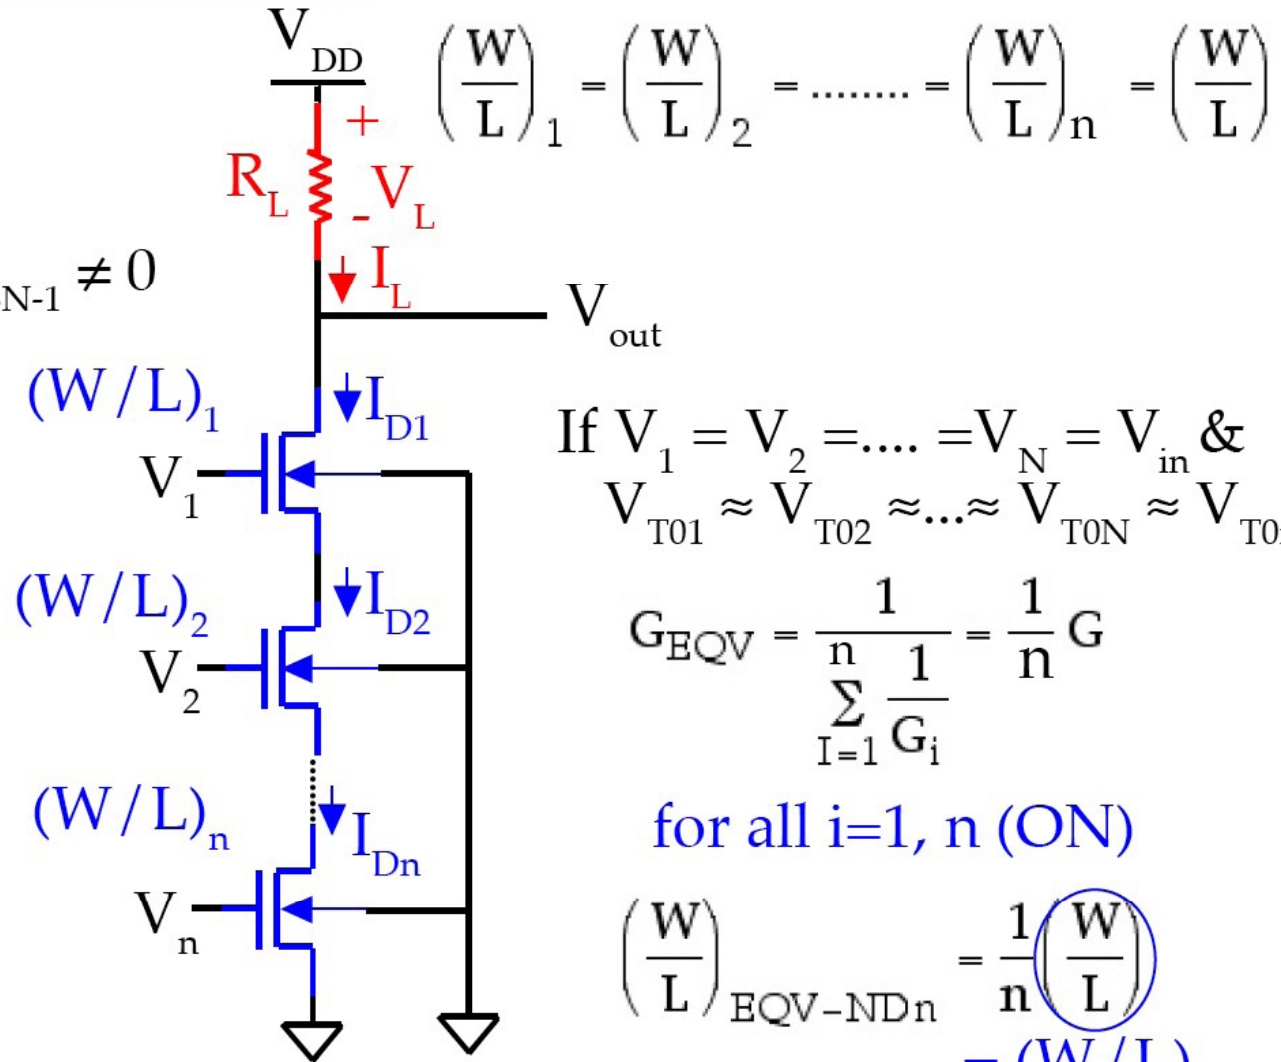 V_DD
(W/L)_1 = (W/L)_2 = ........ = (W/L)_n = (W/L)
+
R_L
- V_L
N-1 ≠ 0
I_L
V_out
(W/L)_1
I_D1
If V_1 = V_2 =.... =V_N = V_in &
V_1
V_T01 ≈ V_T02 ≈...≈ V_T0N ≈ V_T0
(W/L)_2
I_D2
G_EQV = 1 / (n Σ I=1 1/G_i) = 1/n G
V_2
(W/L)_n
I_Dn
for all i=1, n (ON)
V_n
(W/L)_EQV-NDn = 1/n (W/L)
= (W/L)